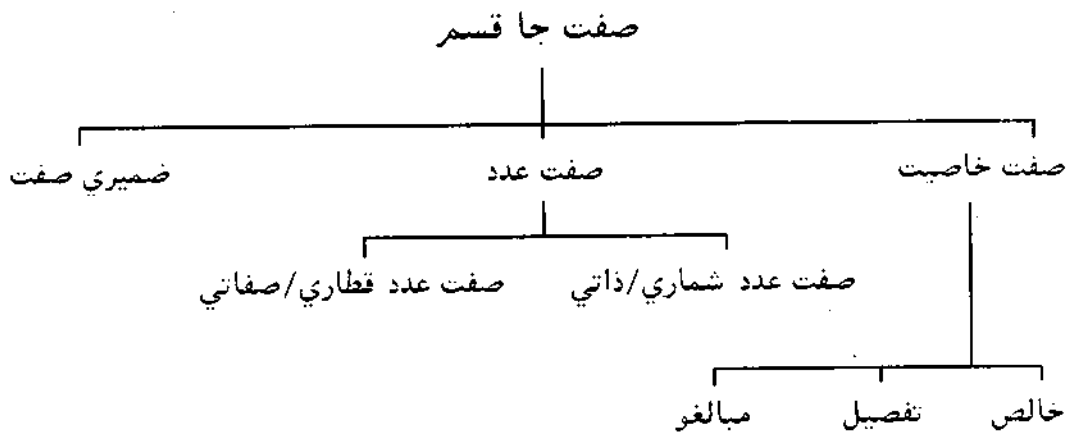 صفت جا قسم
صفت خاصيت صفت عدد ضميري صفت
صفت عدد شماري/ذاتي صفت عدد قطاري/صفاتي
خالص تفصيل مبالغو